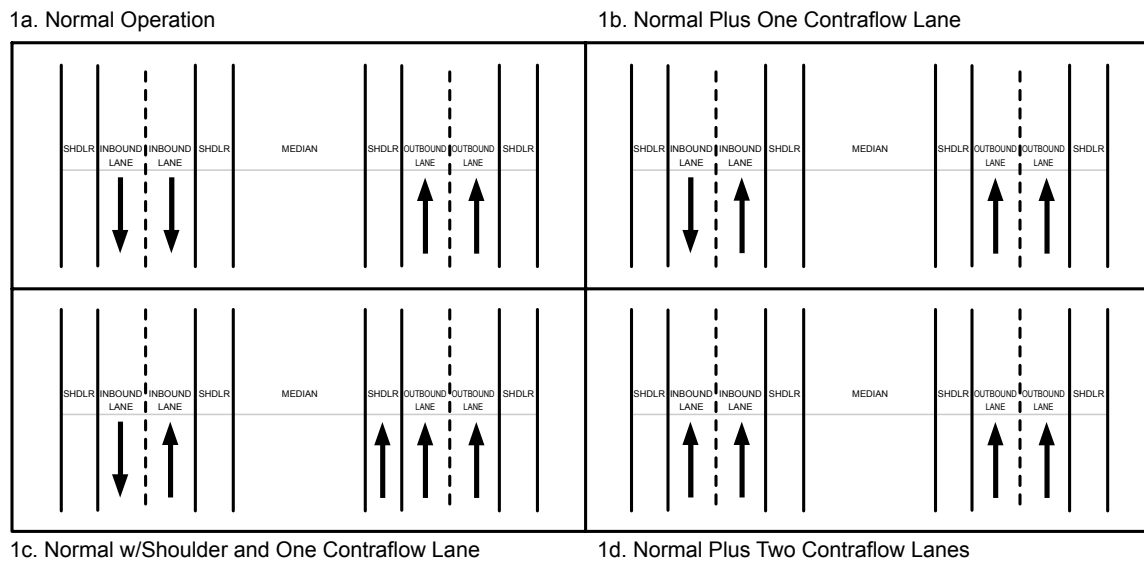 1a. Normal Operation
1b. Normal Plus One Contraflow Lane
SHDLR INBOUND INBOUND SHDLR MEDIAN SHDLR OUTBOUND OUTBOUND SHDLR
LANE LANE LANE LANE
SHDLR INBOUND INBOUND SHDLR MEDIAN SHDLR OUTBOUND OUTBOUND SHDLR
LANE LANE LANE LANE
SHDLR INBOUND INBOUND SHDLR MEDIAN SHDLR OUTBOUND OUTBOUND SHDLR
LANE LANE LANE LANE
SHDLR INBOUND INBOUND SHDLR MEDIAN SHDLR OUTBOUND OUTBOUND SHDLR
LANE LANE LANE LANE
1c. Normal w/Shoulder and One Contraflow Lane
1d. Normal Plus Two Contraflow Lanes